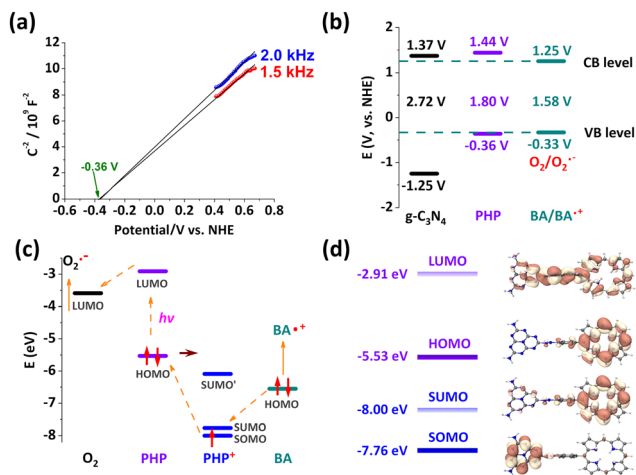 (a)
12
10
8
6
4
2
0
C⁻² / 10⁹ F⁻²
2.0 kHz
1.5 kHz
-0.36 V
-0.6 -0.4 -0.2 0.0 0.2 0.4 0.6 0.8
Potential/V vs. NHE
(b)
2
1
0
-1
-2
E (V, vs. NHE)
1.37 V 1.44 V 1.25 V
CB level
2.72 V 1.80 V 1.58 V
VB level
-0.36 V -0.33 V
O₂/O₂•⁻
-1.25 V
g-C₃N₄ PHP BA/BA•⁺
(c)
-3
-4
-5
-6
-7
-8
E (eV)
O₂•⁻
LUMO
LUMO
hν
BA•⁺
HOMO
SUMO'
HOMO
SUMO
SOMO
O₂ PHP PHP⁺ BA
(d)
LUMO
-2.91 eV
HOMO
-5.53 eV
SUMO
-8.00 eV
SOMO
-7.76 eV